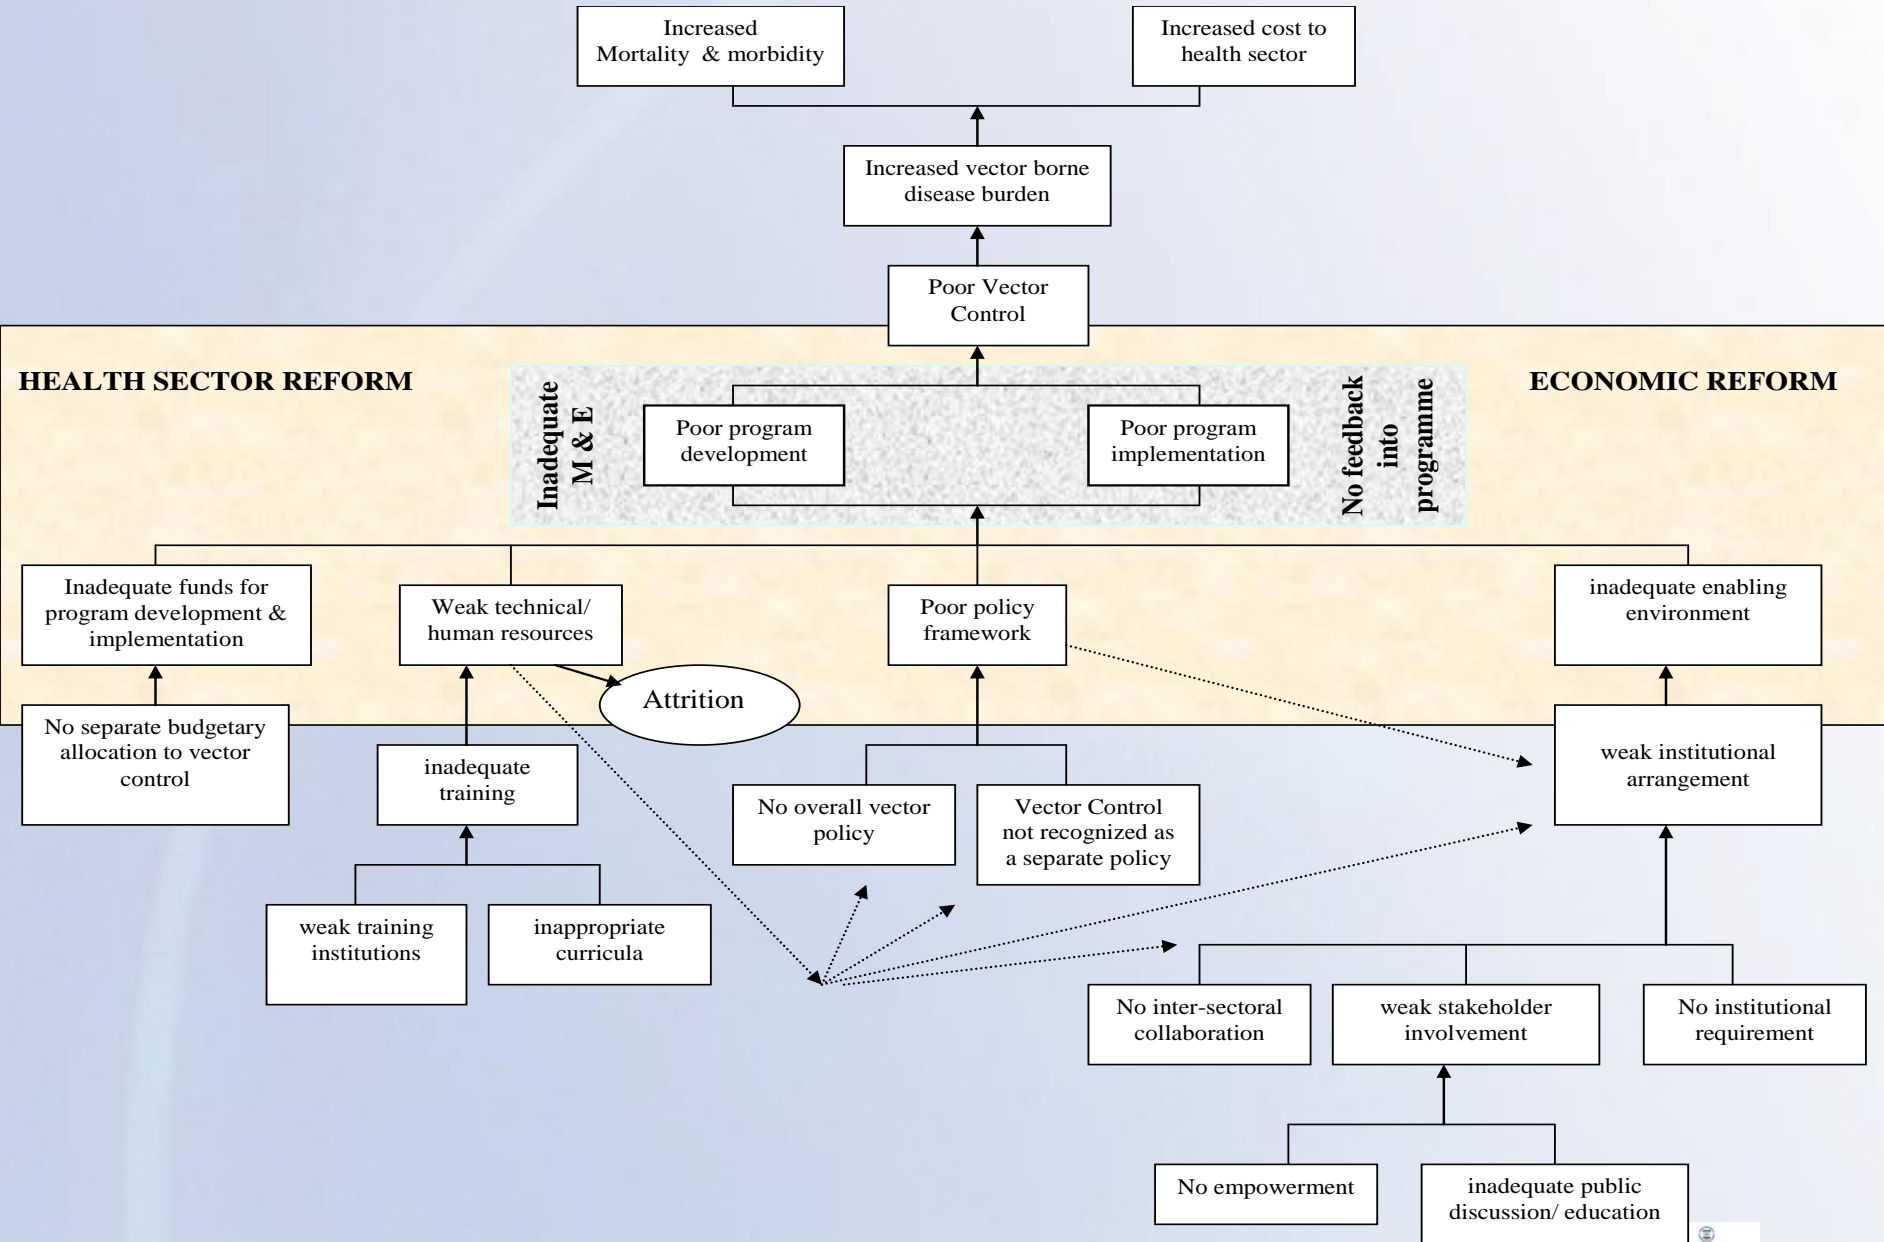 Increased
Mortality & morbidity
Increased cost to
health sector
Increased vector borne
disease burden
Poor Vector
Control
HEALTH SECTOR REFORM
ECONOMIC REFORM
Inadequate
M & E
Poor program
development
Poor program
implementation
No feedback
into
programme
Inadequate funds for
program development &
implementation
Weak technical/
human resources
Poor policy
framework
inadequate enabling
environment
Attrition
No separate budgetary
allocation to vector
control
inadequate
training
No overall vector
policy
Vector Control
not recognized as
a separate policy
weak institutional
arrangement
weak training
institutions
inappropriate
curricula
No inter-sectoral
collaboration
weak stakeholder
involvement
No institutional
requirement
No empowerment
inadequate public
discussion/ education